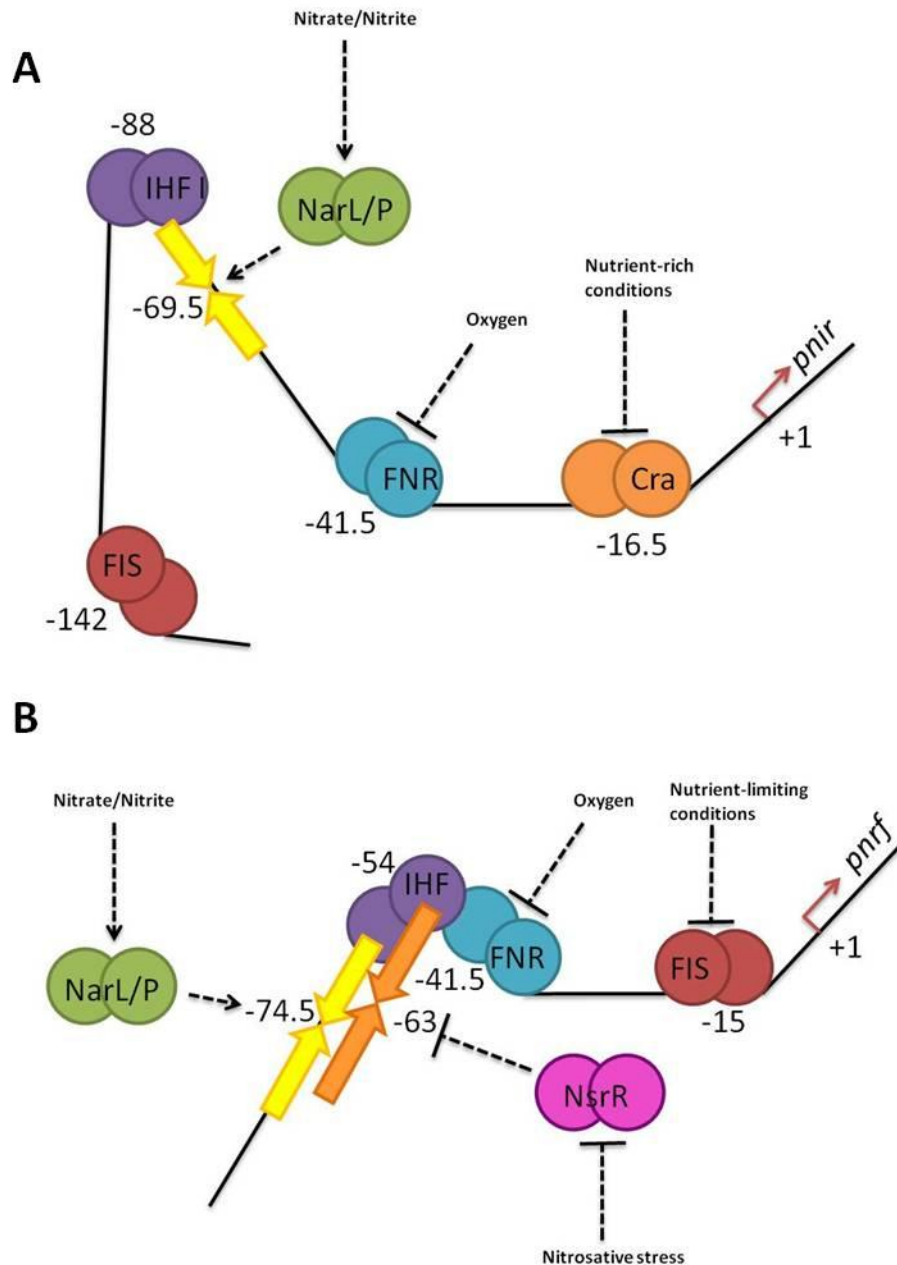 Nitrate/Nitrite
A
-88
IHF I
NarL/P
-69.5
Nutrient-rich
conditions
Oxygen
pnir
+1
FNR
Cra
-41.5
-16.5
FIS
-142
B
Nitrate/Nitrite
Oxygen
Nutrient-limiting
conditions
pnrf
-54
IHF
+1
FNR
FIS
NarL/P
-41.5
-74.5
-63
-15
NsrR
Nitrosative stress